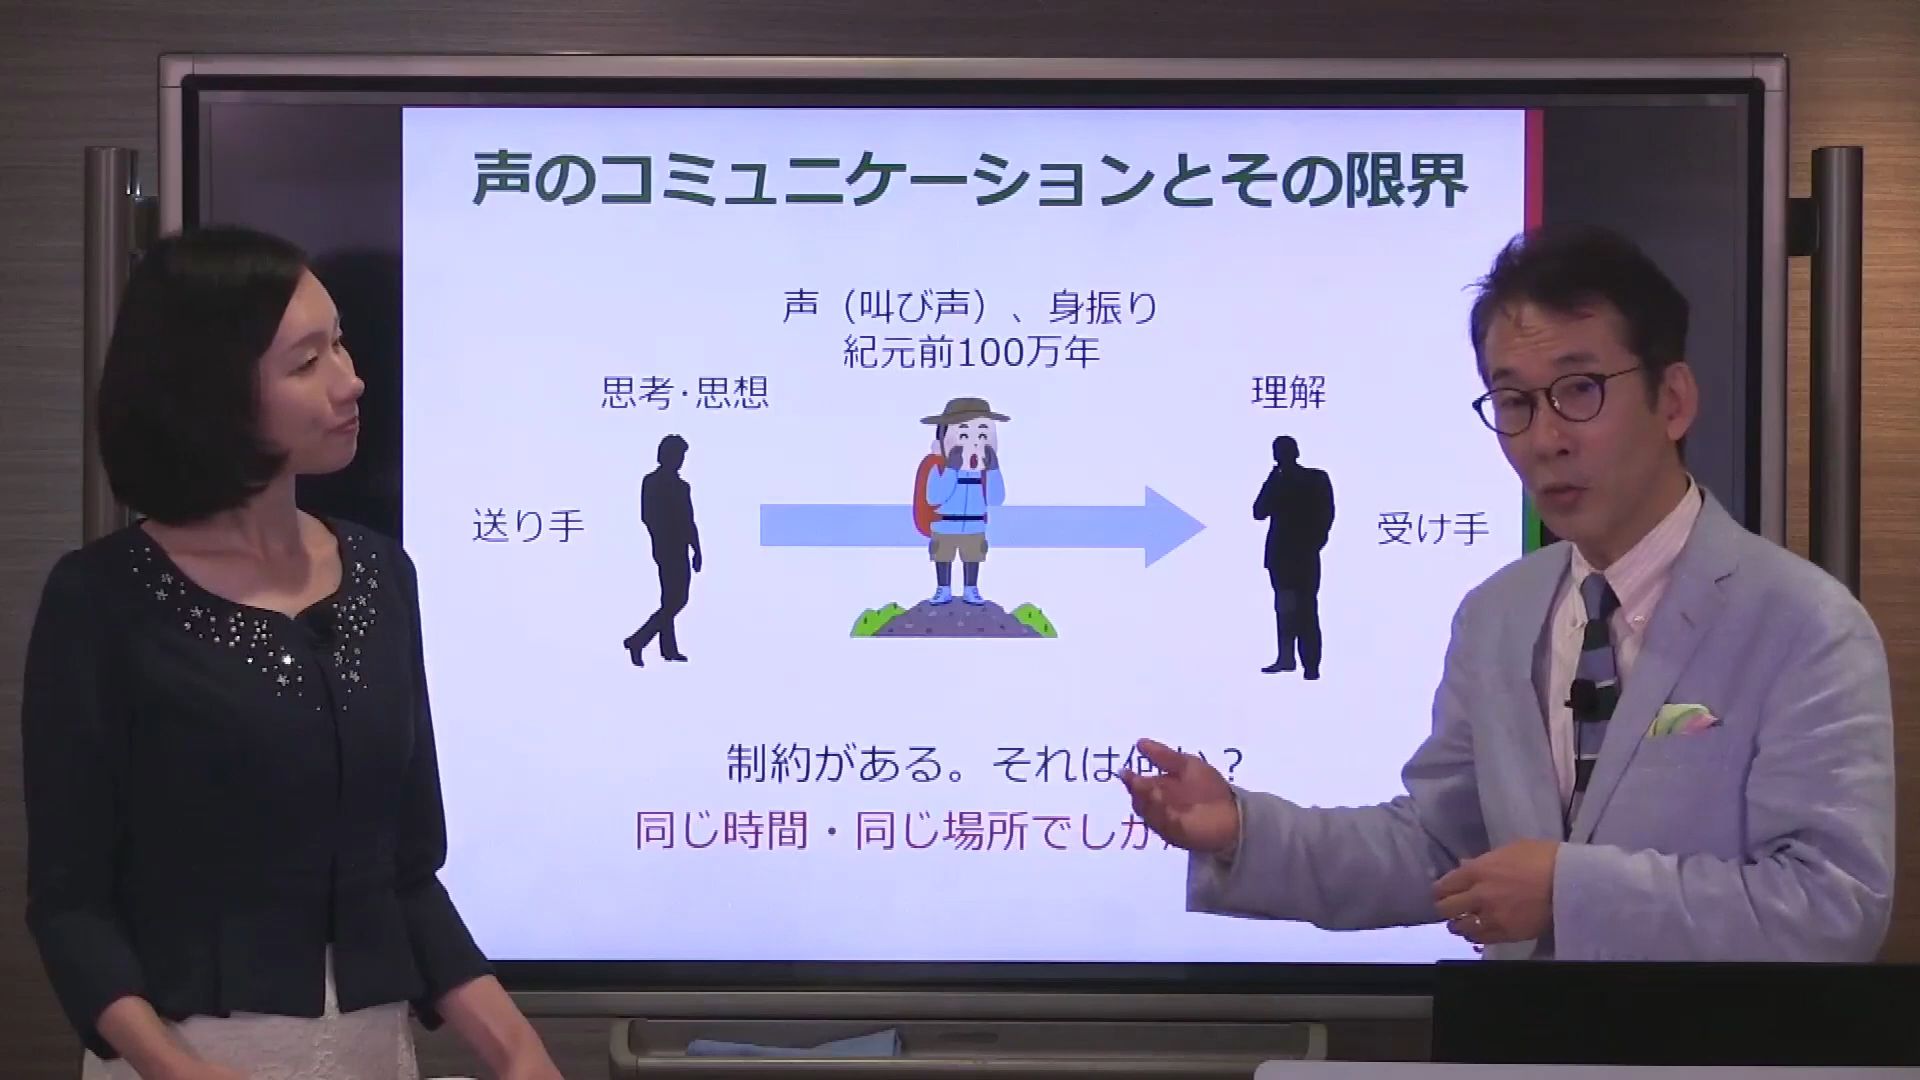 声のコミュニケーションとその限界
声（叫び声）、身振り
紀元前100万年
思考･思想
理解
送り手
受け手
制約がある。それは何か？
同じ時間・同じ場所でしか